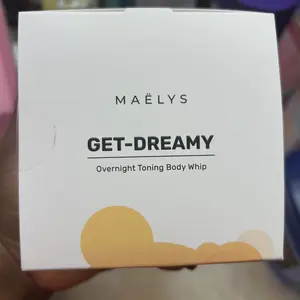 MAËLYS
GET-DREAMY
Overnight Toning Body Whip